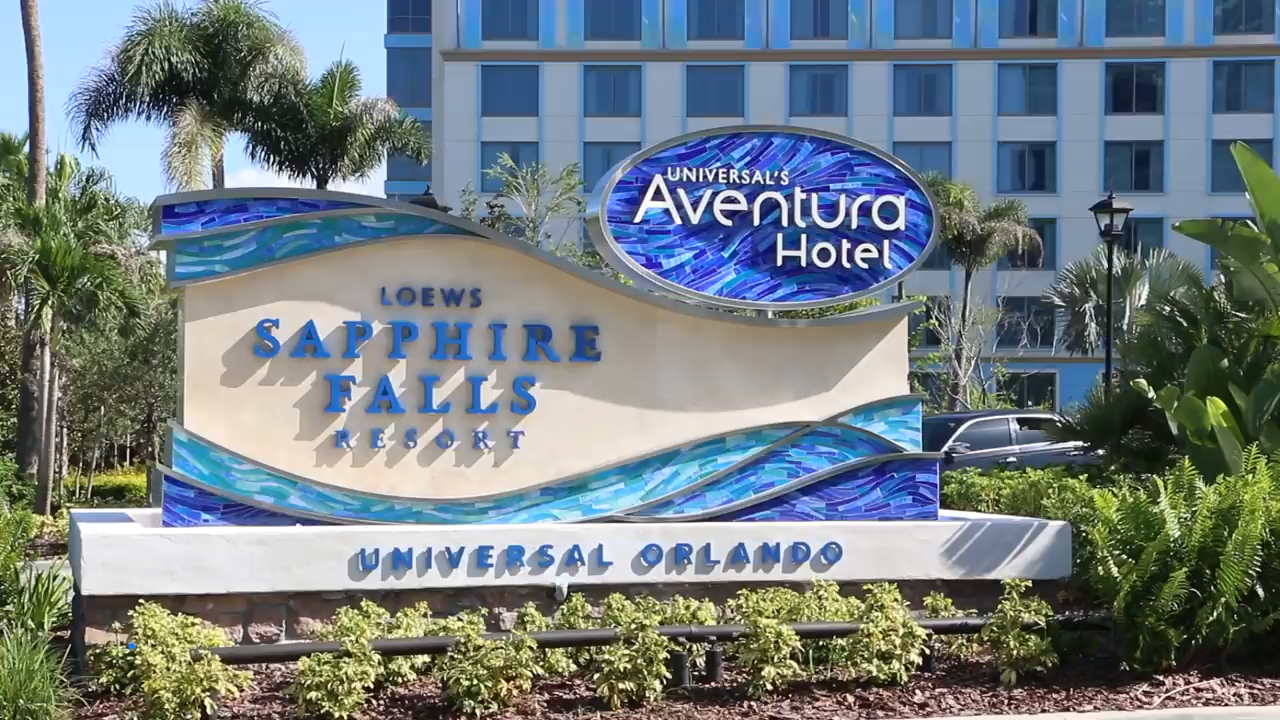 UNIVERSAL'S
Aventura
Hotel
LOEWS
SAPPHIRE
FALLS
RESORT
UNIVERSAL ORLANDO